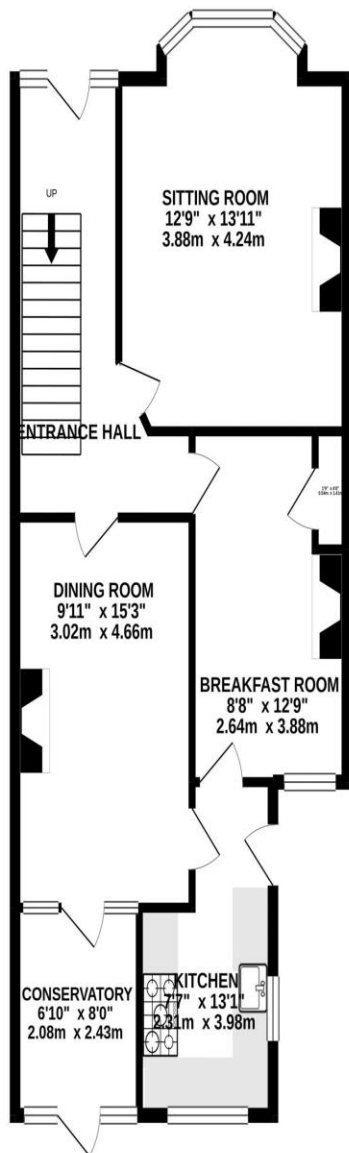 SITTING ROOM
12'9" x 13'11"
3.88m x 4.24m
UP
ENTRANCE HALL
DINING ROOM
9'11" x 15'3"
3.02m x 4.66m
BREAKFAST ROOM
8'8" x 12'9"
2.64m x 3.88m
KITCHEN
7'7" x 13'1"
2.31m x 3.98m
CONSERVATORY
6'10" x 8'0"
2.08m x 2.43m